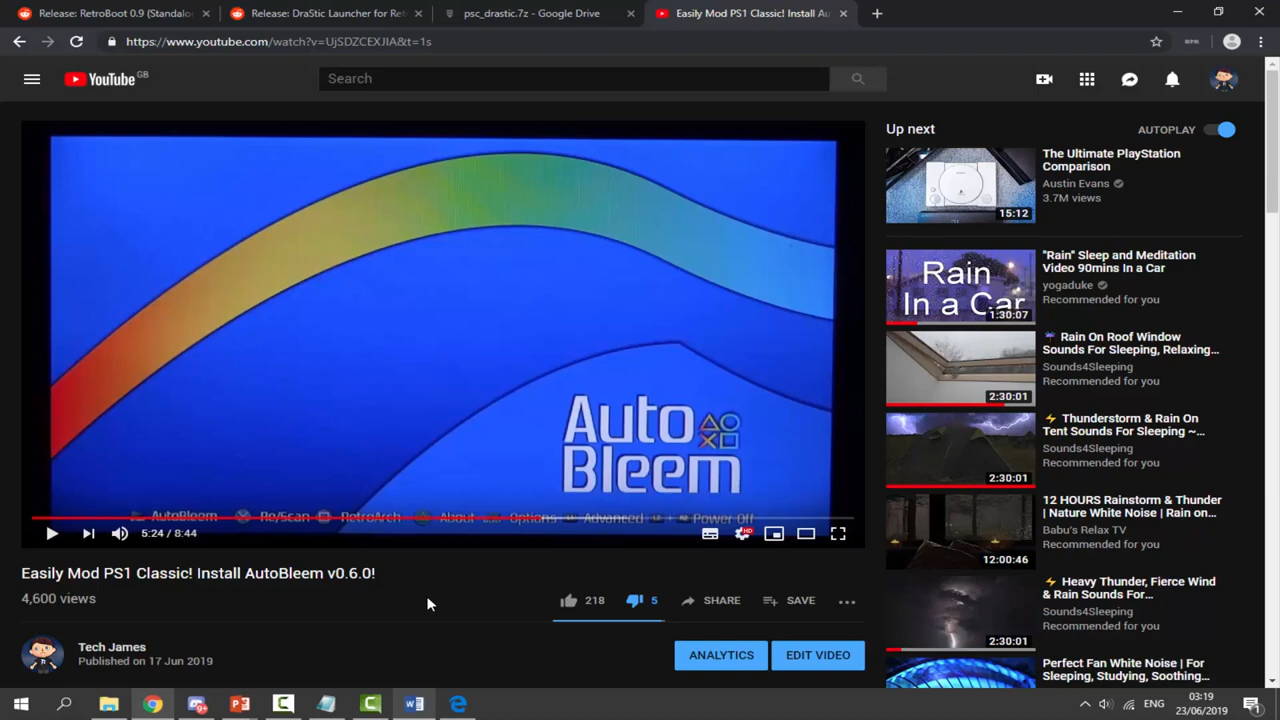 Release: RetroBoot 0.9 (Standalo
Release: DraStic Launcher for Ret
psc_drastic.7z - Google Drive
Easily Mod PS1 Classic! Install Au
https://www.youtube.com/watch?v=UjSDZCEXJIA&t=1s
YouTube GB
Search
Auto
Bleem
AutoBleem Re/Scan RetroArch About Options Advanced Power Off
5:24 / 8:44
HD
Easily Mod PS1 Classic! Install AutoBleem v0.6.0!
4,600 views
218
5
SHARE
SAVE
Tech James
Published on 17 Jun 2019
ANALYTICS
EDIT VIDEO
Up next
AUTOPLAY
The Ultimate PlayStation
Comparison
Austin Evans
3.7M views
15:12
"Rain" Sleep and Meditation
Video 90mins In a Car
yogaduke
Recommended for you
Rain
In a Car
1:30:07
Rain On Roof Window
Sounds For Sleeping, Relaxing...
Sounds4Sleeping
Recommended for you
2:30:01
Thunderstorm & Rain On
Tent Sounds For Sleeping ~...
Sounds4Sleeping
Recommended for you
2:30:01
12 HOURS Rainstorm & Thunder
| Nature White Noise | Rain on...
Babu's Relax TV
Recommended for you
12:00:46
Heavy Thunder, Fierce Wind
& Rain Sounds For...
Sounds4Sleeping
Recommended for you
2:30:01
Perfect Fan White Noise | For
Sleeping, Studying, Soothing...
03:19
23/06/2019